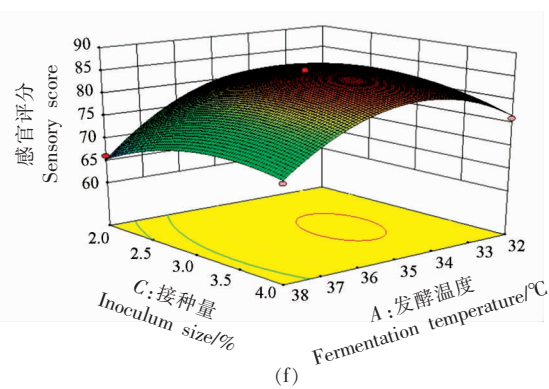 90
85
80
75
70
65
60
感官评分
Sensory score
2.0
2.5
3.0
3.5
4.0
C:接种量
Inoculum size/%
38
37
36
35
34
33
32
A:发酵温度
Fermentation temperature/℃
(f)